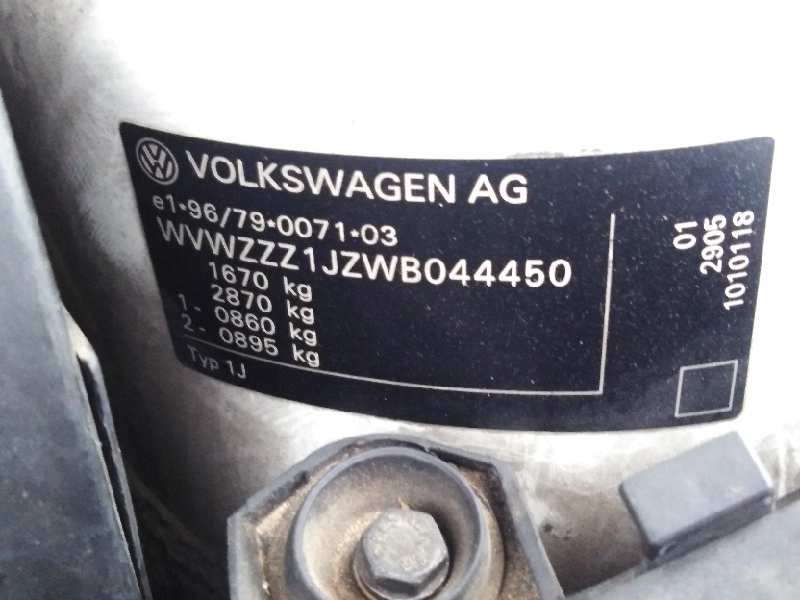 VOLKSWAGEN AG
e1*96/79*0071*03
WVWZZZ1JZWB044450
1670 kg
2870 kg
1- 0860 kg
2- 0895 kg
Typ 1J
01
2905
1010118